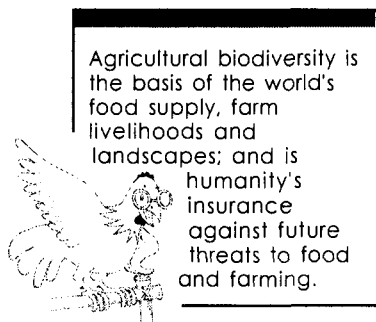 Agricultural biodiversity is
the basis of the world's
food supply, farm
livelihoods and
landscapes; and is
humanity's
insurance
against future
threats to food
and farming.